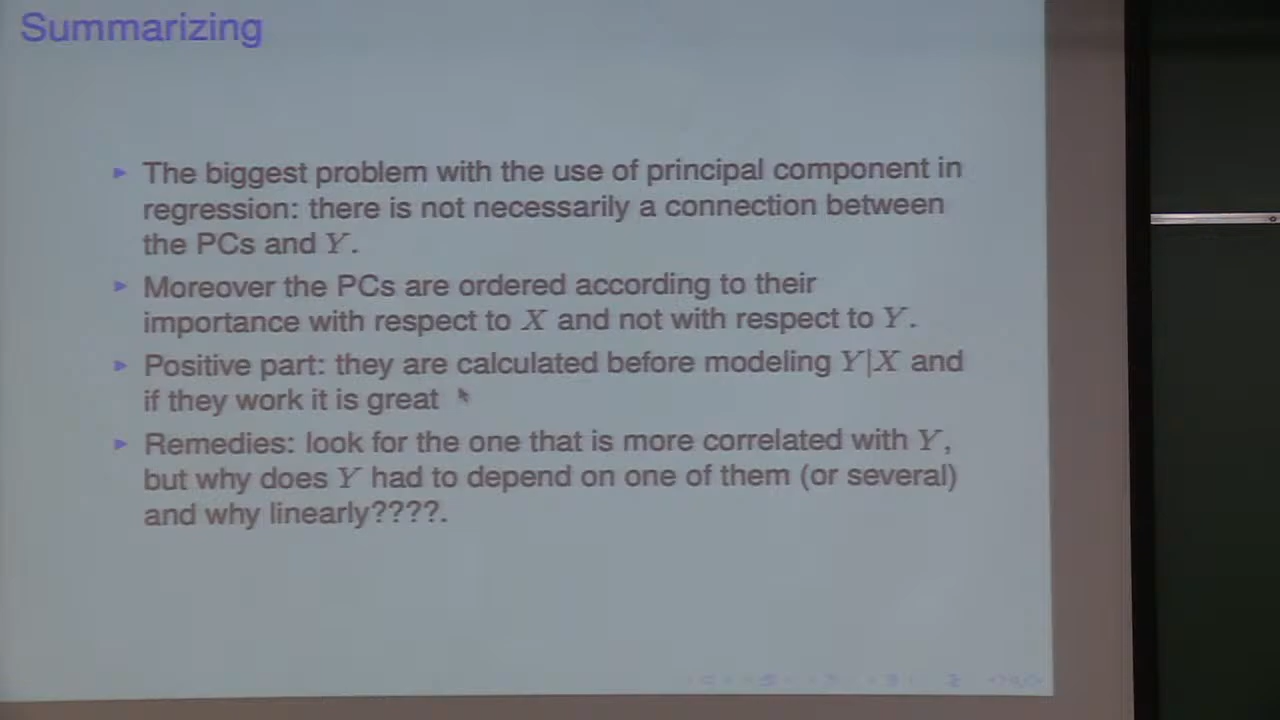 Summarizing
The biggest problem with the use of principal component in
regression: there is not necessarily a connection between
the PCs and Y.
Moreover the PCs are ordered according to their
importance with respect to X and not with respect to Y.
Positive part: they are calculated before modeling Y|X and
if they work it is great
Remedies: look for the one that is more correlated with Y,
but why does Y had to depend on one of them (or several)
and why linearly????.